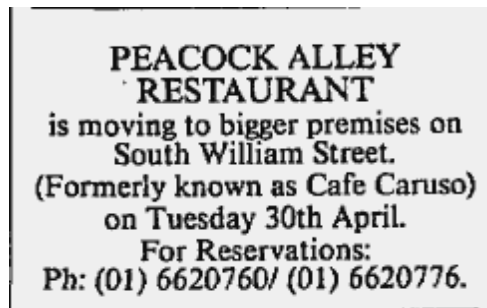 PEACOCK ALLEY
RESTAURANT
is moving to bigger premises on
South William Street.
(Formerly known as Cafe Caruso)
on Tuesday 30th April.
For Reservations:
Ph: (01) 6620760/ (01) 6620776.